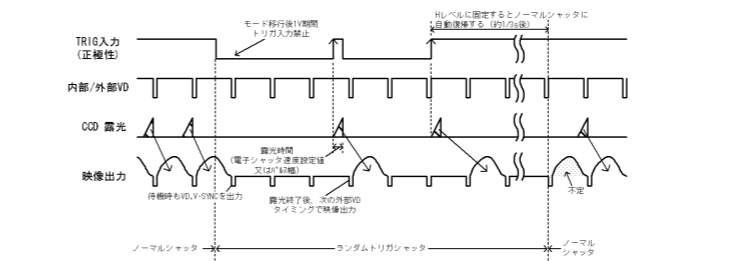 Hレベルに固定するとノーマルシャッタに
自動復帰する (約1/3s後)
モード移行後1V期間
トリガ入力禁止
TRIG入力
(正極性)
内部/外部VD
CCD 露光
露光時間
(電子シャッタ速度設定値
又はﾊﾟﾙｽ幅)
映像出力
待機時もVD,V-SYNCを出力
露光終了後、次の外部VD
タイミングで映像出力
不定
ノーマルシャッタ
ランダムトリガシャッタ
ノーマル
シャッタ